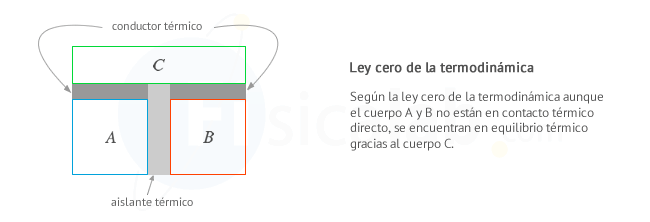 conductor térmico
C
A
B
aislante térmico
Ley cero de la termodinámica
Según la ley cero de la termodinámica aunque
el cuerpo A y B no están en contacto térmico
directo, se encuentran en equilibrio térmico
gracias al cuerpo C.